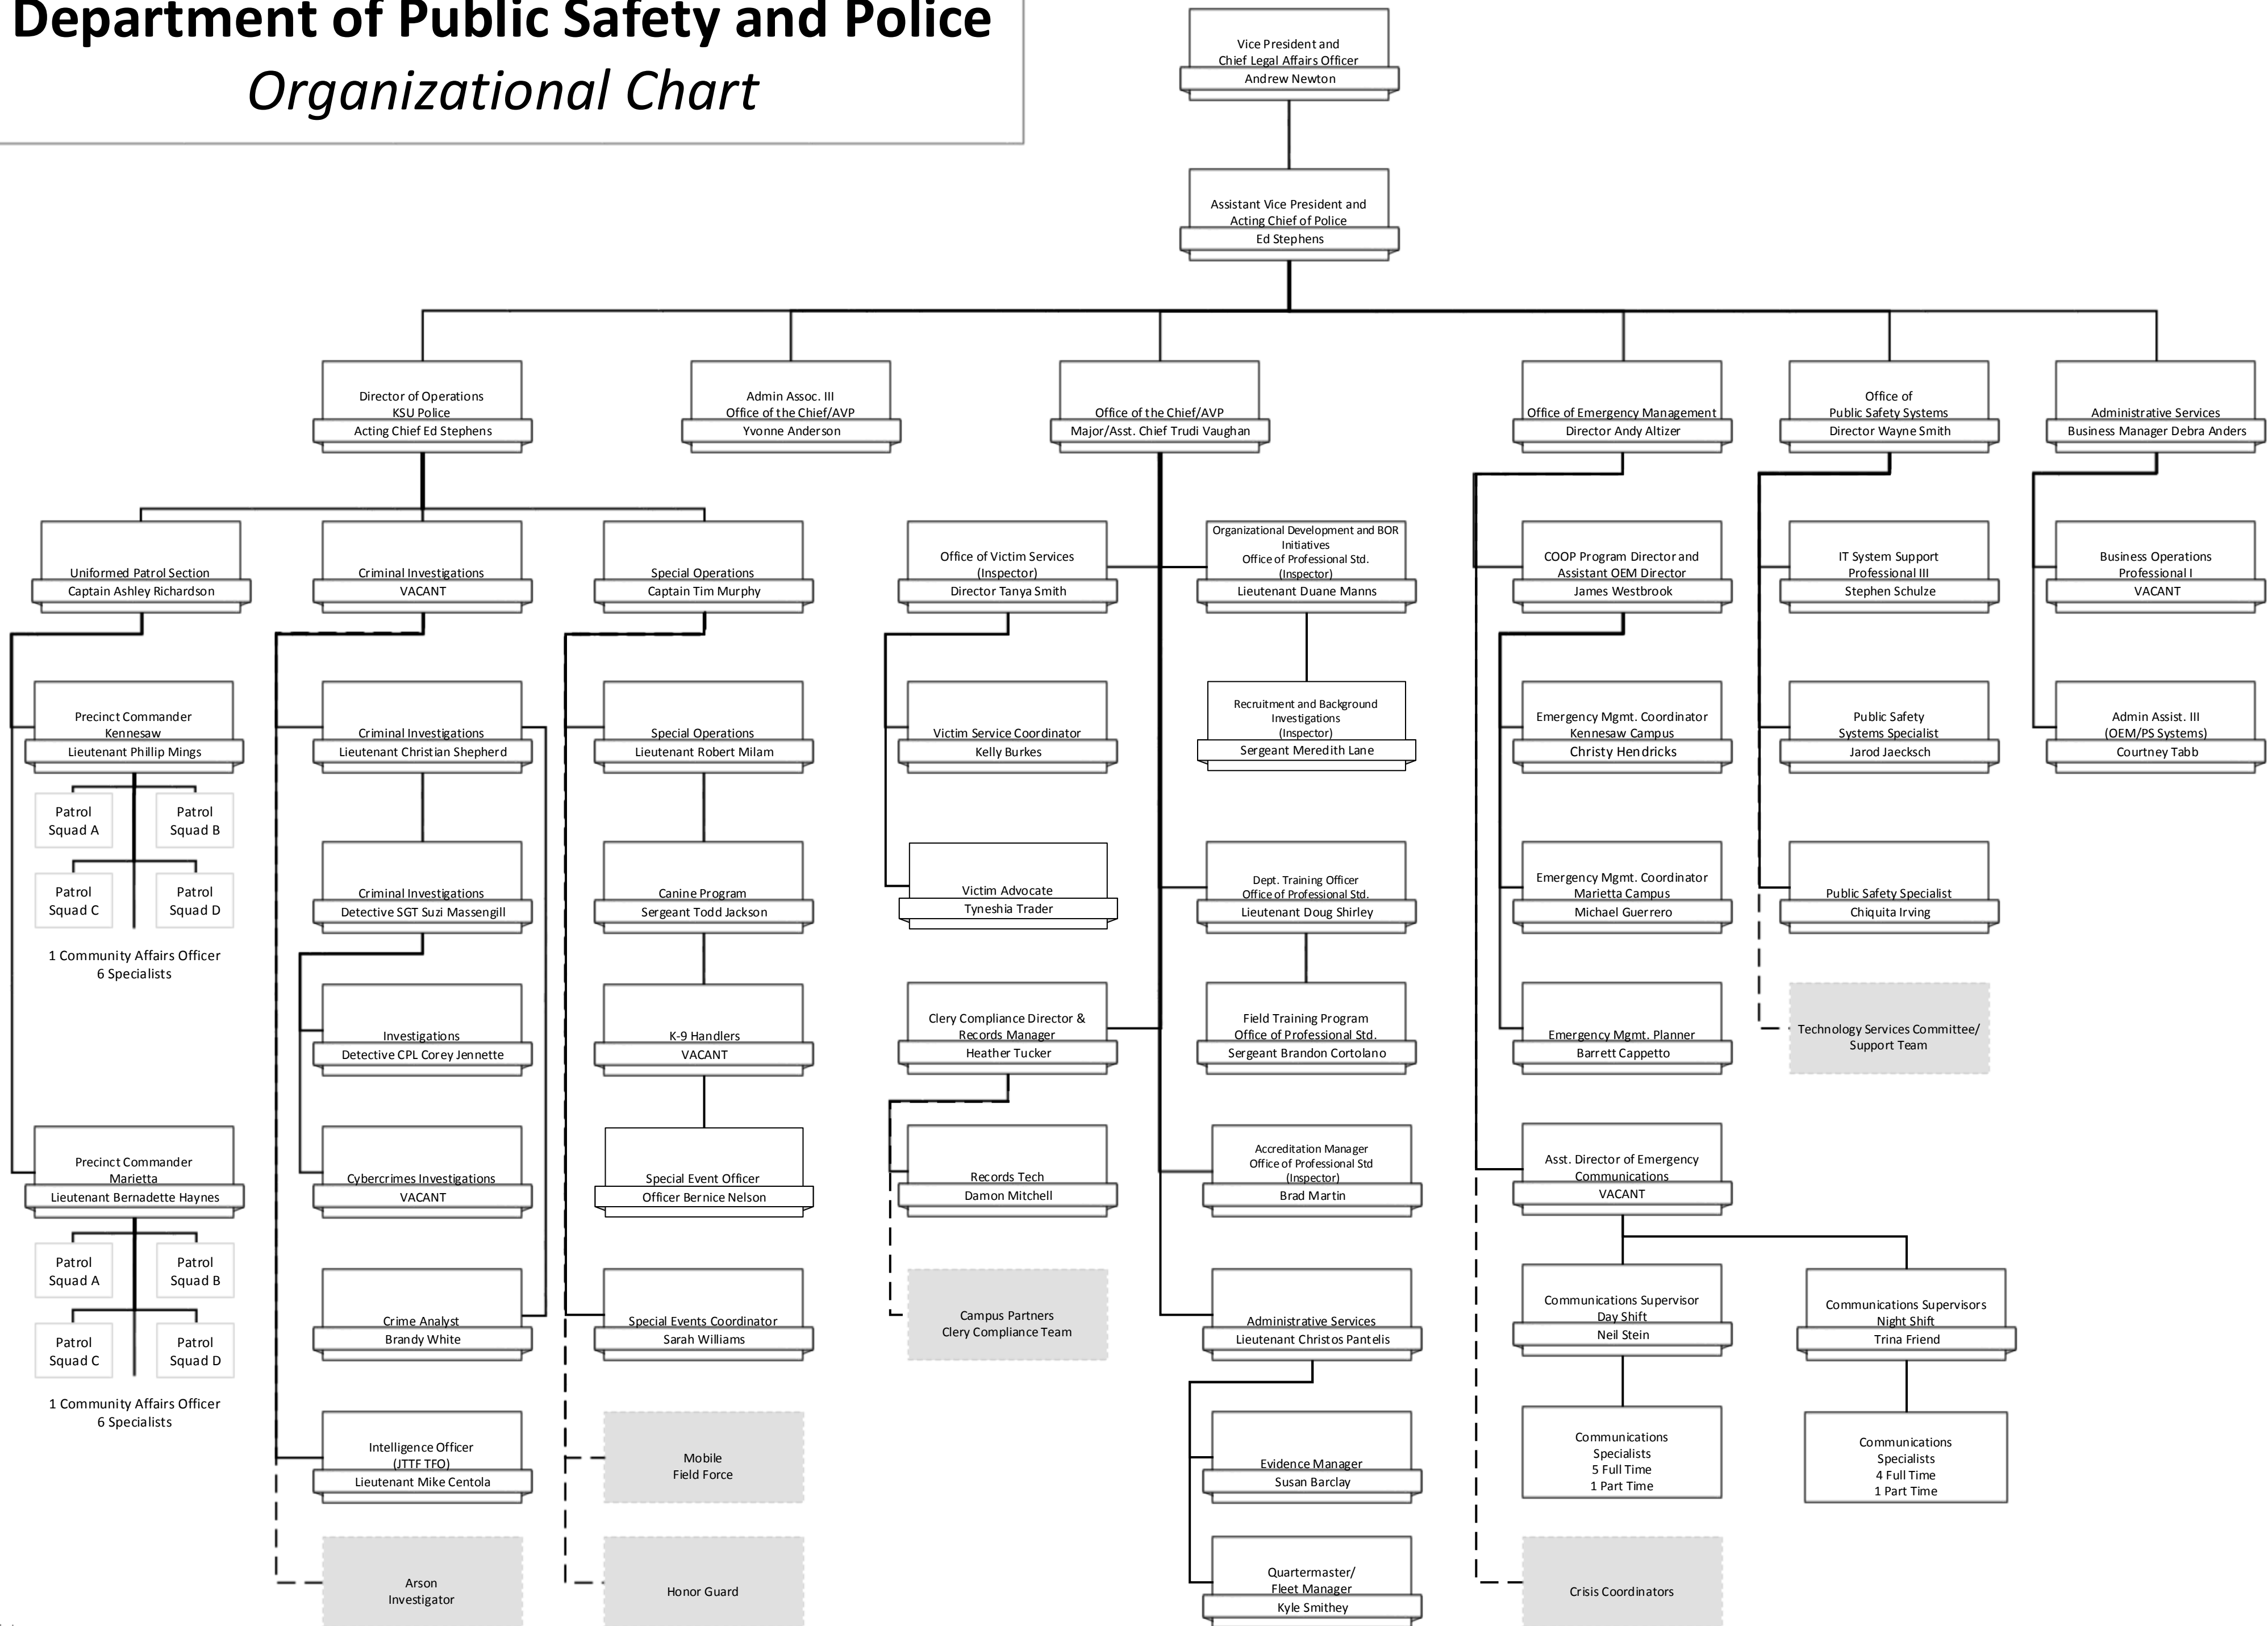 Department of Public Safety and Police
Organizational Chart
Vice President and
Chief Legal Affairs Officer
Andrew Newton
Assistant Vice President and
Acting Chief of Police
Ed Stephens
Director of Operations
KSU Police
Acting Chief Ed Stephens
Admin Assoc. III
Office of the Chief/AVP
Yvonne Anderson
Office of the Chief/AVP
Major/Asst. Chief Trudi Vaughan
Office of Emergency Management
Director Andy Altizer
Office of
Public Safety Systems
Director Wayne Smith
Administrative Services
Business Manager Debra Anders
Uniformed Patrol Section
Captain Ashley Richardson
Criminal Investigations
VACANT
Special Operations
Captain Tim Murphy
Office of Victim Services
(Inspector)
Director Tanya Smith
Organizational Development and BOR
Initiatives
Office of Professional Std.
(Inspector)
Lieutenant Duane Manns
COOP Program Director and
Assistant OEM Director
James Westbrook
IT System Support
Professional III
Stephen Schulze
Business Operations
Professional I
VACANT
Precinct Commander
Kennesaw
Lieutenant Phillip Mings
Criminal Investigations
Lieutenant Christian Shepherd
Special Operations
Lieutenant Robert Milam
Victim Service Coordinator
Kelly Burkes
Recruitment and Background
Investigations
(Inspector)
Sergeant Meredith Lane
Emergency Mgmt. Coordinator
Kennesaw Campus
Christy Hendricks
Public Safety
Systems Specialist
Jarod Jaecksch
Admin Assist. III
(OEM/PS Systems)
Courtney Tabb
Patrol
Squad A
Patrol
Squad B
Patrol
Squad C
Patrol
Squad D
1 Community Affairs Officer
6 Specialists
Criminal Investigations
Detective SGT Suzi Massengill
Canine Program
Sergeant Todd Jackson
Victim Advocate
Tyneshia Trader
Dept. Training Officer
Office of Professional Std.
Lieutenant Doug Shirley
Emergency Mgmt. Coordinator
Marietta Campus
Michael Guerrero
Public Safety Specialist
Chiquita Irving
Investigations
Detective CPL Corey Jennette
K-9 Handlers
VACANT
Clery Compliance Director &
Records Manager
Heather Tucker
Field Training Program
Office of Professional Std.
Sergeant Brandon Cortolano
Emergency Mgmt. Planner
Barrett Cappetto
Technology Services Committee/
Support Team
Precinct Commander
Marietta
Lieutenant Bernadette Haynes
Cybercrimes Investigations
VACANT
Special Event Officer
Officer Bernice Nelson
Records Tech
Damon Mitchell
Accreditation Manager
Office of Professional Std
(Inspector)
Brad Martin
Asst. Director of Emergency
Communications
VACANT
Patrol
Squad A
Patrol
Squad B
Patrol
Squad C
Patrol
Squad D
1 Community Affairs Officer
6 Specialists
Crime Analyst
Brandy White
Special Events Coordinator
Sarah Williams
Campus Partners
Clery Compliance Team
Administrative Services
Lieutenant Christos Pantelis
Communications Supervisor
Day Shift
Neil Stein
Communications Supervisors
Night Shift
Trina Friend
Intelligence Officer
(JTTF TFO)
Lieutenant Mike Centola
Mobile
Field Force
Evidence Manager
Susan Barclay
Communications
Specialists
5 Full Time
1 Part Time
Communications
Specialists
4 Full Time
1 Part Time
Arson
Investigator
Honor Guard
Quartermaster/
Fleet Manager
Kyle Smithey
Crisis Coordinators